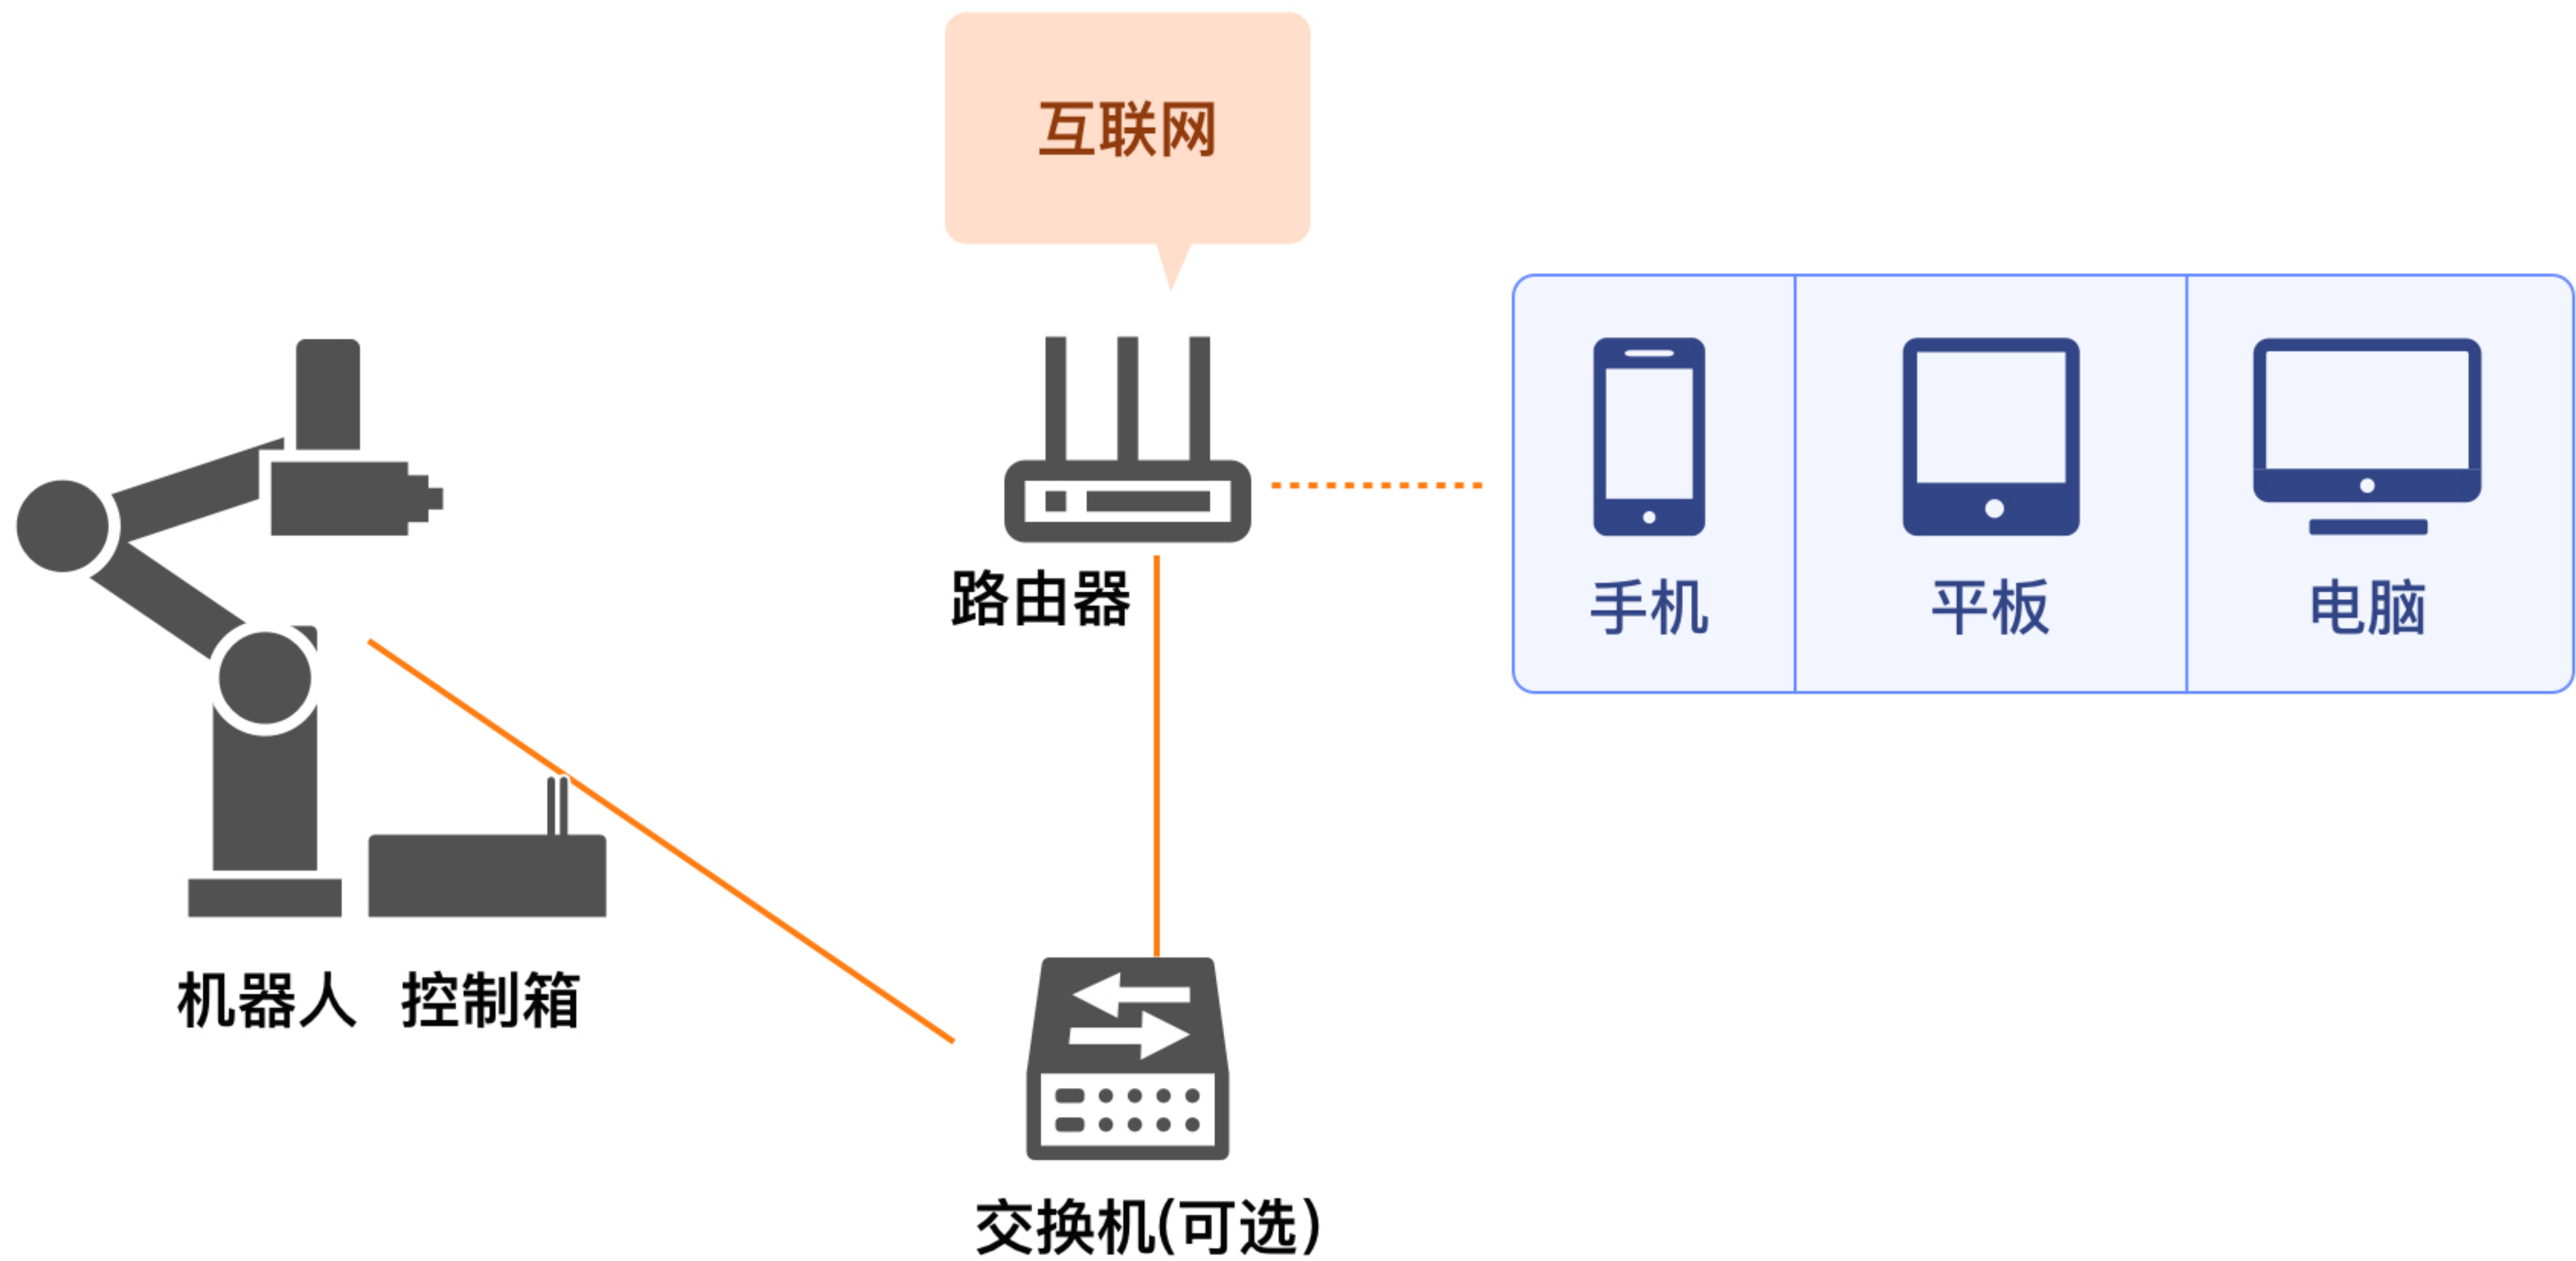 互联网
路由器
手机
平板
电脑
机器人
控制箱
交换机(可选)